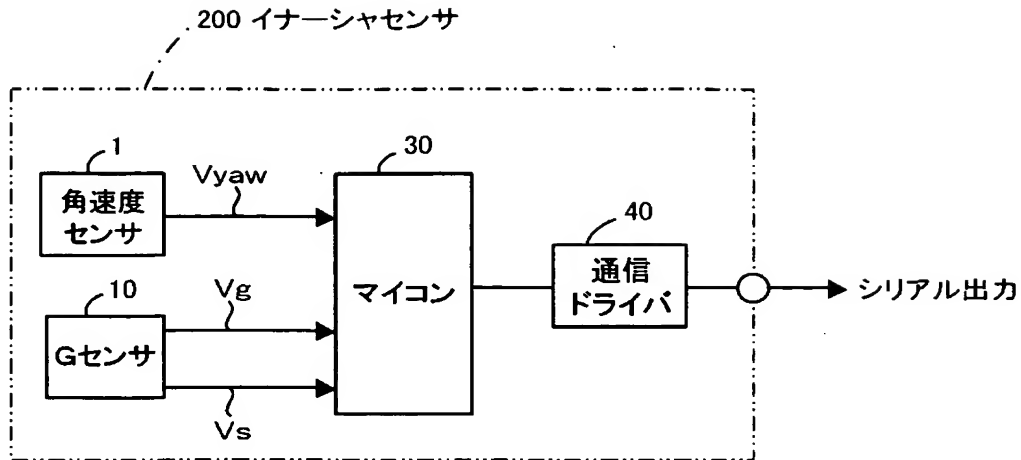 200 イナーシャセンサ
1
角速度
センサ
Vyaw
30
マイコン
40
通信
ドライバ
シリアル出力
10
Gセンサ
Vg
Vs